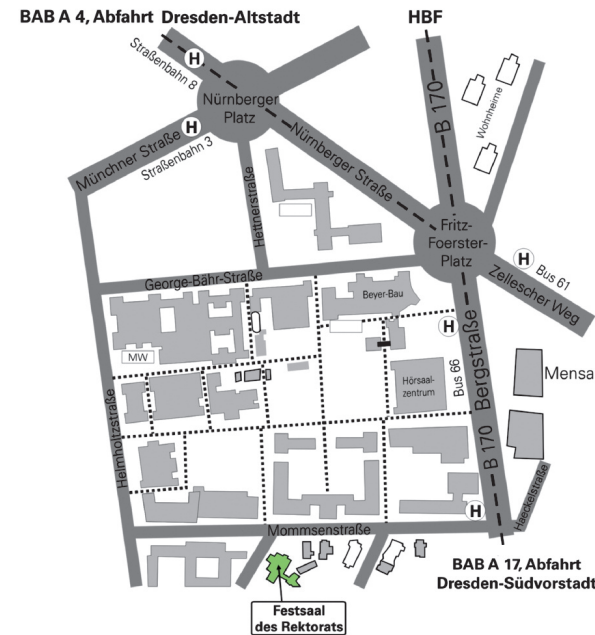 BAB A 4, Abfahrt Dresden-Altstadt
HBF
H
Straßenbahn 8
Nürnberger
Platz
H
Münchner Straße
Straßenbahn 3
Nürnberger Straße
B 170
Wohnheime
Hettnerstraße
Fritz-
Foerster-
Platz
H
Bus 61
Zellescher Weg
George-Bähr-Straße
Beyer-Bau
H
MW
Bus 66
Bergstraße
Hörsaal-
zentrum
Mensa
Helmholtzstraße
B 170
Haeckelstraße
H
Mommsenstraße
BAB A 17, Abfahrt
Dresden-Südvorstadt
Festsaal
des Rektorats